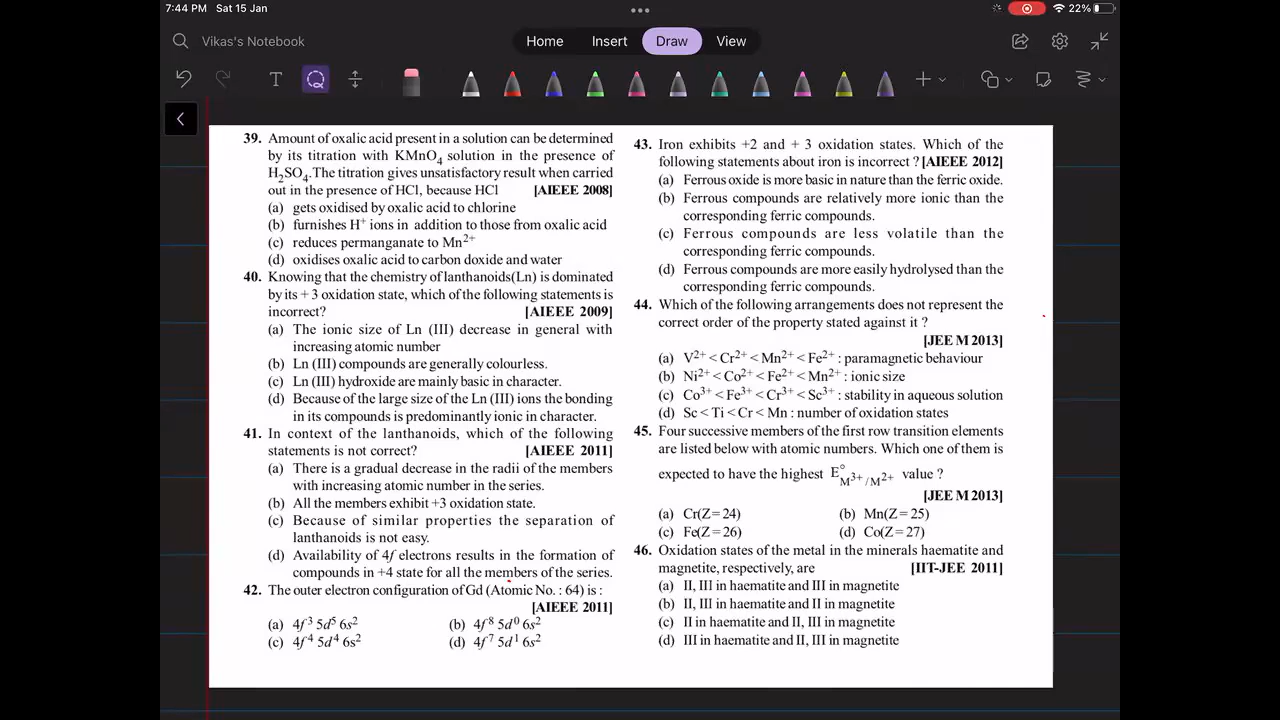 7:44 PM Sat 15 Jan
22%
Vikas's Notebook
Home Insert Draw View
39. Amount of oxalic acid present in a solution can be determined
by its titration with KMnO4 solution in the presence of
H2SO4.The titration gives unsatisfactory result when carried
out in the presence of HCl, because HCl [AIEEE 2008]
(a) gets oxidised by oxalic acid to chlorine
(b) furnishes H+ ions in addition to those from oxalic acid
(c) reduces permanganate to Mn2+
(d) oxidises oxalic acid to carbon doxide and water
40. Knowing that the chemistry of lanthanoids(Ln) is dominated
by its + 3 oxidation state, which of the following statements is
incorrect? [AIEEE 2009]
(a) The ionic size of Ln (III) decrease in general with
increasing atomic number
(b) Ln (III) compounds are generally colourless.
(c) Ln (III) hydroxide are mainly basic in character.
(d) Because of the large size of the Ln (III) ions the bonding
in its compounds is predominantly ionic in character.
41. In context of the lanthanoids, which of the following
statements is not correct? [AIEEE 2011]
(a) There is a gradual decrease in the radii of the members
with increasing atomic number in the series.
(b) All the members exhibit +3 oxidation state.
(c) Because of similar properties the separation of
lanthanoids is not easy.
(d) Availability of 4f electrons results in the formation of
compounds in +4 state for all the members of the series.
42. The outer electron configuration of Gd (Atomic No. : 64) is :
[AIEEE 2011]
(a) 4f3 5d5 6s2 (b) 4f8 5d0 6s2
(c) 4f4 5d4 6s2 (d) 4f7 5d1 6s2
43. Iron exhibits +2 and + 3 oxidation states. Which of the
following statements about iron is incorrect ? [AIEEE 2012]
(a) Ferrous oxide is more basic in nature than the ferric oxide.
(b) Ferrous compounds are relatively more ionic than the
corresponding ferric compounds.
(c) Ferrous compounds are less volatile than the
corresponding ferric compounds.
(d) Ferrous compounds are more easily hydrolysed than the
corresponding ferric compounds.
44. Which of the following arrangements does not represent the
correct order of the property stated against it ?
[JEE M 2013]
(a) V2+ < Cr2+ < Mn2+ < Fe2+ : paramagnetic behaviour
(b) Ni2+ < Co2+ < Fe2+ < Mn2+ : ionic size
(c) Co3+ < Fe3+ < Cr3+ < Sc3+ : stability in aqueous solution
(d) Sc < Ti < Cr < Mn : number of oxidation states
45. Four successive members of the first row transition elements
are listed below with atomic numbers. Which one of them is
expected to have the highest E°M3+/M2+ value ?
[JEE M 2013]
(a) Cr(Z = 24) (b) Mn(Z = 25)
(c) Fe(Z = 26) (d) Co(Z = 27)
46. Oxidation states of the metal in the minerals haematite and
magnetite, respectively, are [IIT-JEE 2011]
(a) II, III in haematite and III in magnetite
(b) II, III in haematite and II in magnetite
(c) II in haematite and II, III in magnetite
(d) III in haematite and II, III in magnetite